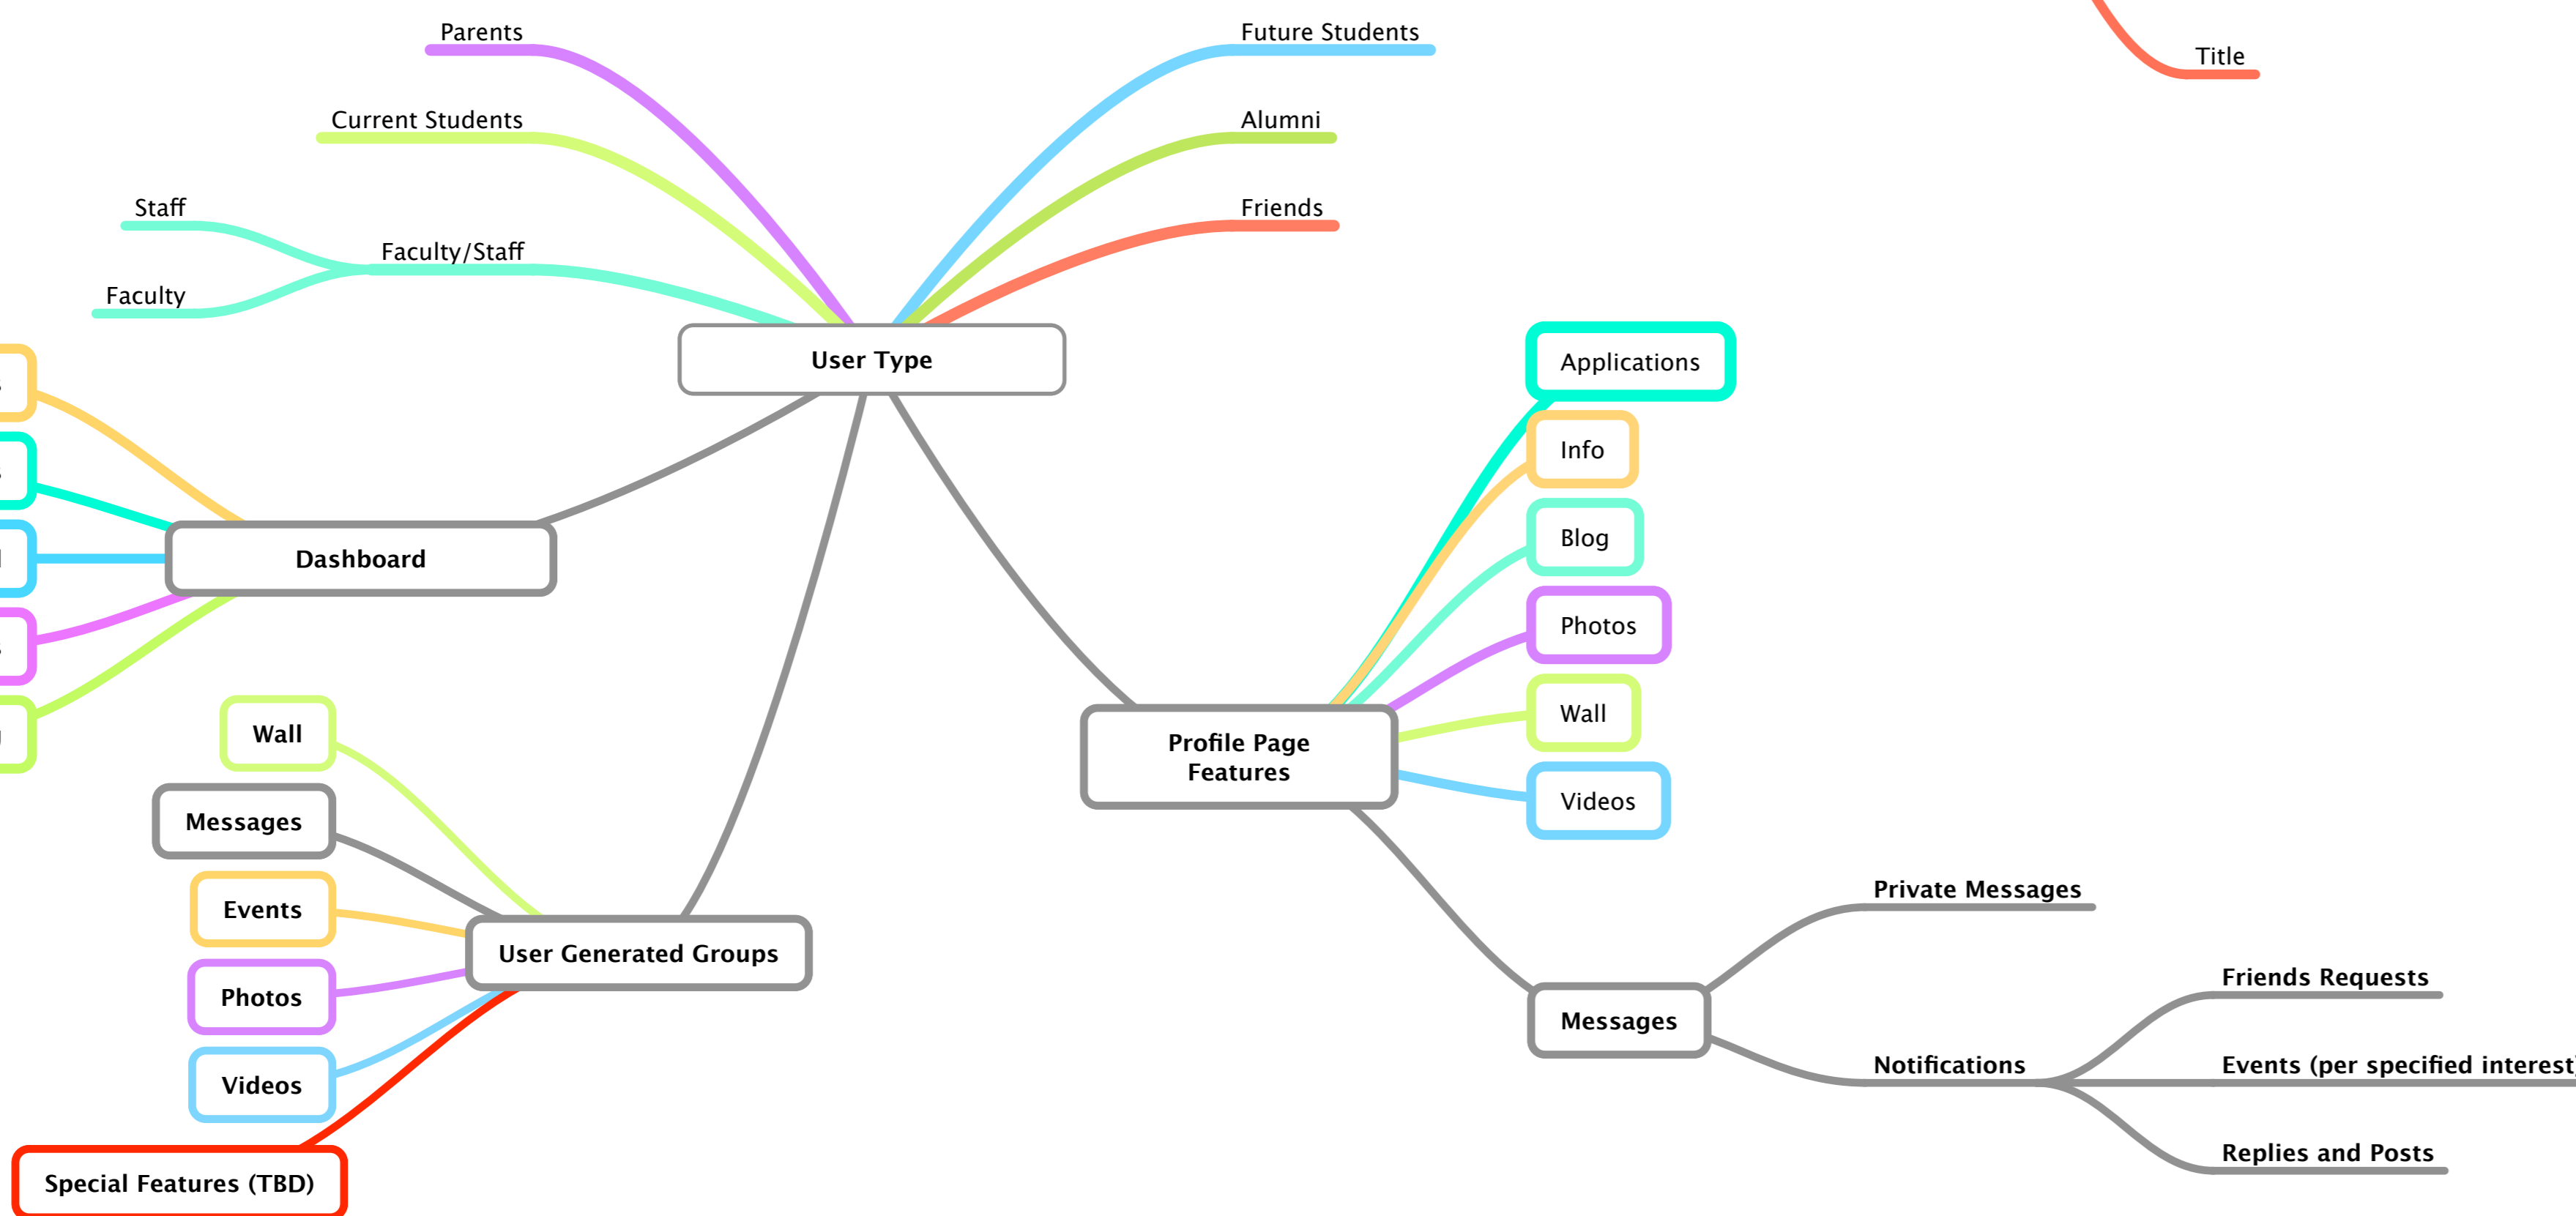 Parents
Future Students
Title
Current Students
Alumni
Staff
Friends
Faculty/Staff
Faculty
User Type
Applications
Info
Blog
Dashboard
Photos
Wall
Wall
Profile Page
Features
Videos
Messages
Private Messages
Events
User Generated Groups
Friends Requests
Photos
Messages
Notifications
Events (per specified interest)
Videos
Replies and Posts
Special Features (TBD)